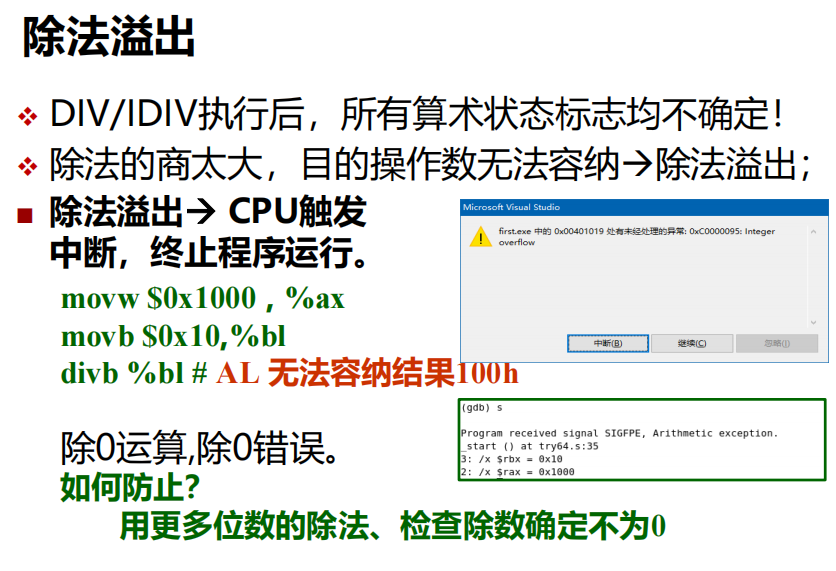 除法溢出
DIV/IDIV执行后，所有算术状态标志均不确定！
除法的商太大，目的操作数无法容纳→除法溢出；
除法溢出→ CPU触发
中断，终止程序运行。
movw $0x1000 , %ax
movb $0x10,%bl
divb %bl # AL 无法容纳结果100h
Microsoft Visual Studio
first.exe 中的 0x00401019 处有未经处理的异常: 0xC0000095: Integer
overflow
中断(B)
继续(C)
忽略(I)
(gdb) s
Program received signal SIGFPE, Arithmetic exception.
_start () at try64.s:35
3: /x $rbx = 0x10
2: /x $rax = 0x1000
除0运算,除0错误。
如何防止？
用更多位数的除法、检查除数确定不为0